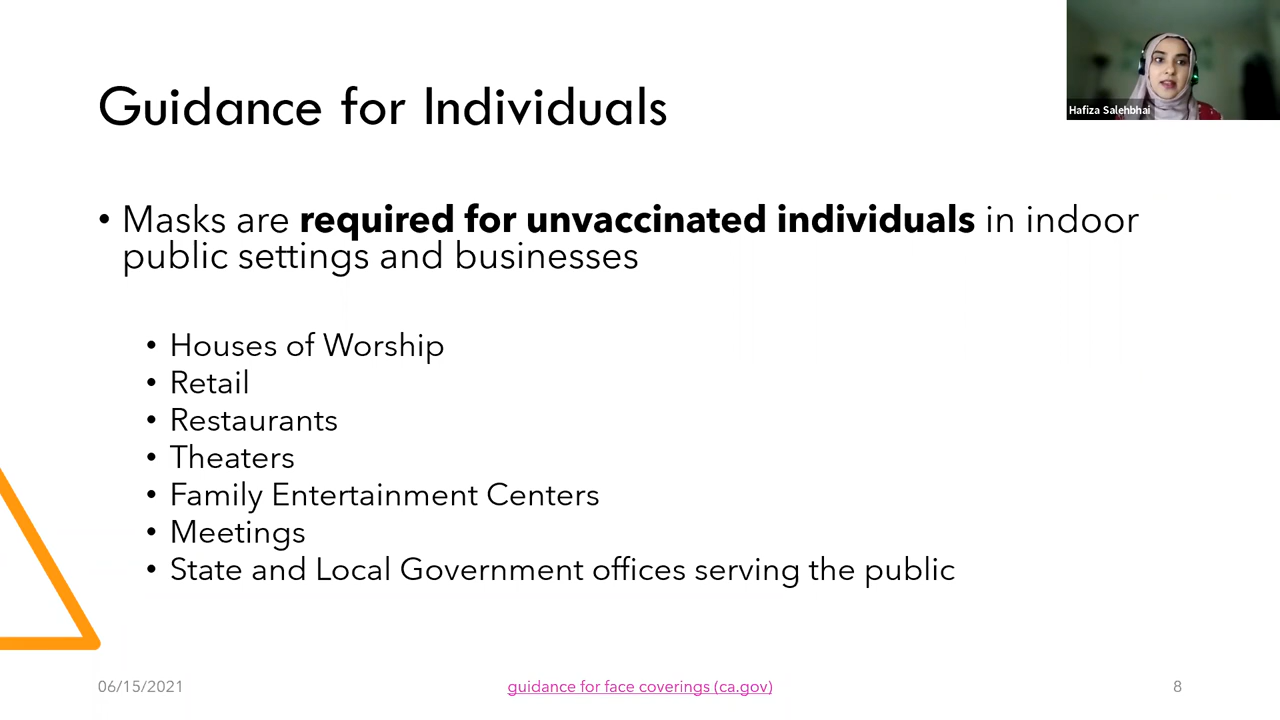 Hafiza Salehbhai
Guidance for Individuals
• Masks are required for unvaccinated individuals in indoor
public settings and businesses
• Houses of Worship
• Retail
• Restaurants
• Theaters
• Family Entertainment Centers
• Meetings
• State and Local Government offices serving the public
06/15/2021
guidance for face coverings (ca.gov)
8